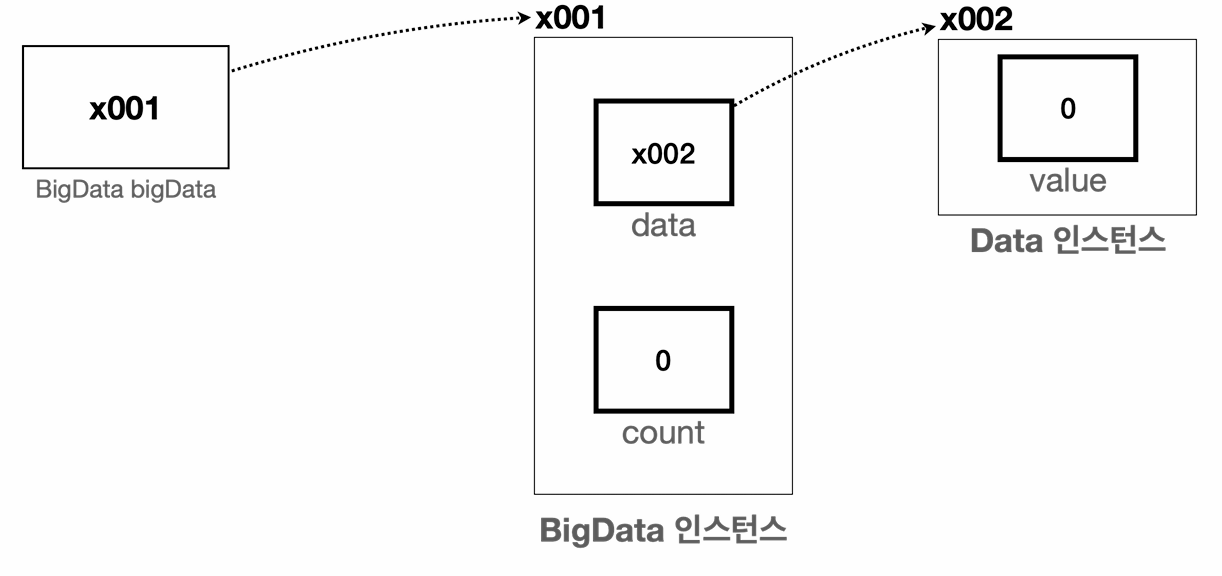 x001
BigData bigData
x001
x002
data
0
count
BigData 인스턴스
x002
0
value
Data 인스턴스